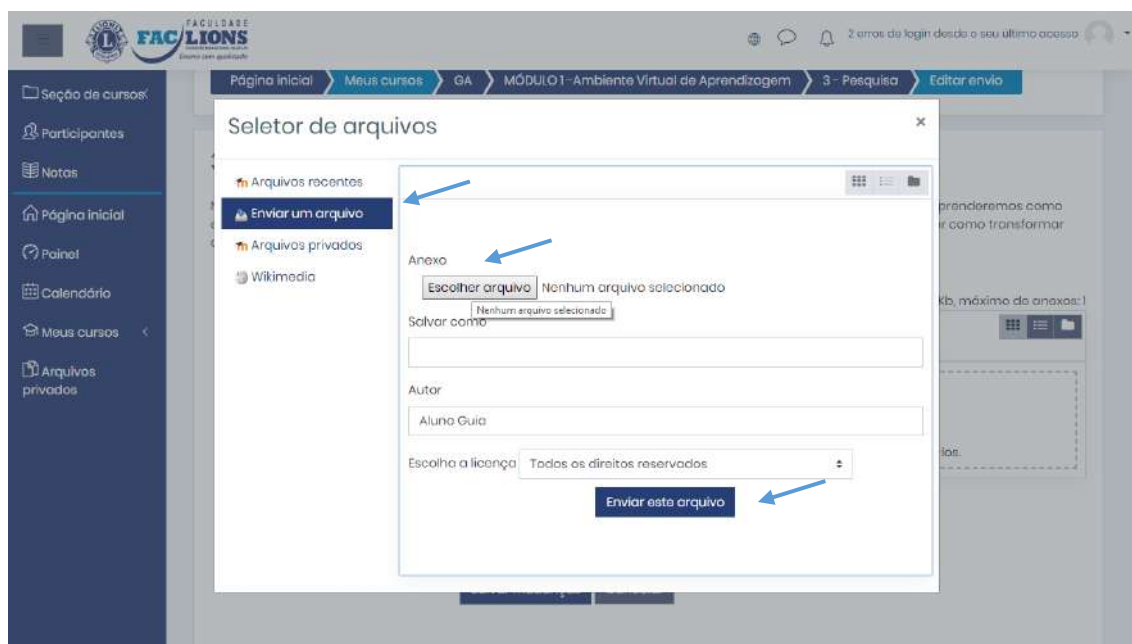 FACULDADE
FAC LIONS
Ensino com qualidade
2 erros de login desde o seu último acesso
Seção de cursos
Participantes
Notas
Página inicial
Painel
Calendário
Meus cursos
Arquivos
privados
Página inicial
Meus cursos
GA
MÓDULO 1-Ambiente Virtual de Aprendizagem
3 - Pesquisa
Editar envio
Seletor de arquivos
×
Arquivos recentes
Enviar um arquivo
Arquivos privados
Wikimedia
Anexo
Escolher arquivo
Nenhum arquivo selecionado
Nenhum arquivo selecionado
Salvar como
Autor
Aluno Guia
Escolha a licença
Todos os direitos reservados
Enviar este arquivo
prenderemos como
r como transformar
Kb, máximo de anexos: 1
ios.